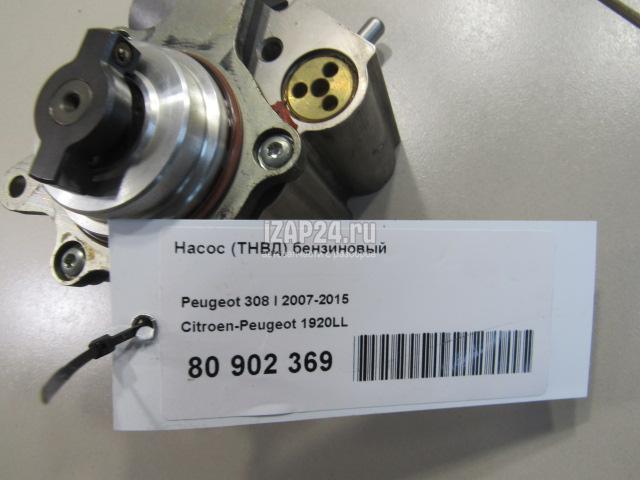 IZAP24.ru
Насос (ТНВД) бензиновый
Peugeot 308 I 2007-2015
Citroen-Peugeot 1920LL
80 902 369